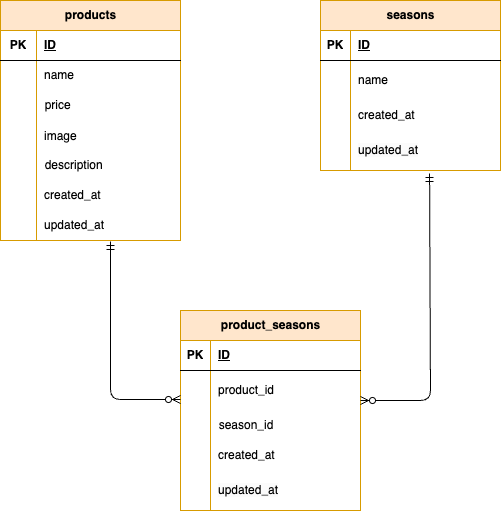 products
PK ID
name
price
image
description
created_at
updated_at
seasons
PK ID
name
created_at
updated_at
product_seasons
PK ID
product_id
season_id
created_at
updated_at